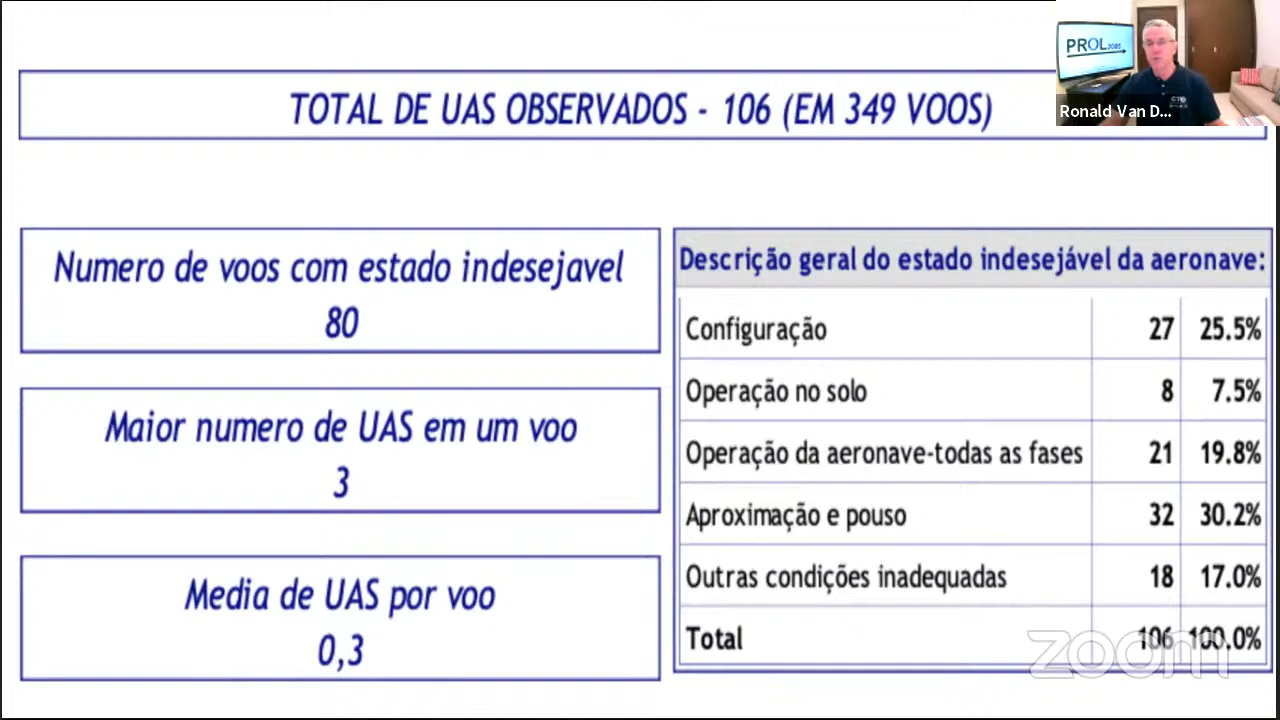 PROL
Ronald Van D...
TOTAL DE UAS OBSERVADOS - 106 (EM 349 VOOS)
Numero de voos com estado indesejavel
80
Maior numero de UAS em um voo
3
Media de UAS por voo
0,3
Descrição geral do estado indesejável da aeronave:
Configuração 27 25.5%
Operação no solo 8 7.5%
Operação da aeronave-todas as fases 21 19.8%
Aproximação e pouso 32 30.2%
Outras condições inadequadas 18 17.0%
Total 106 100.0%
zoom